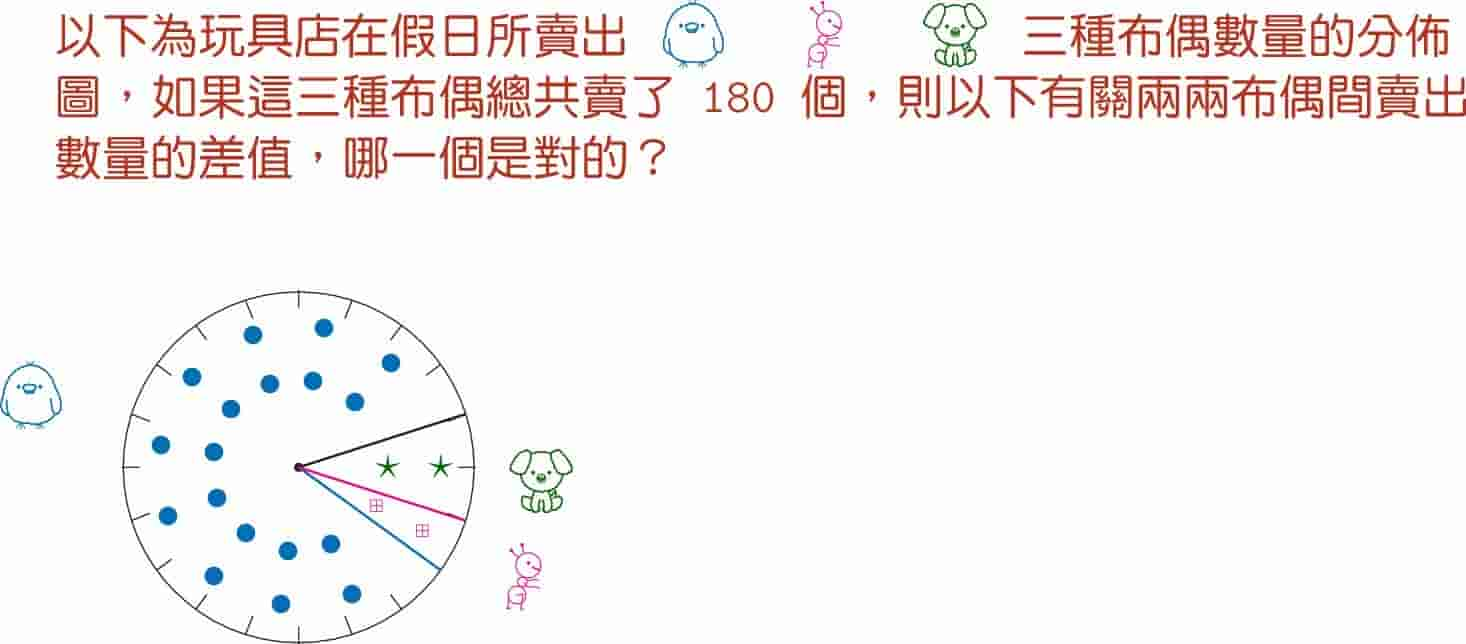 以下為玩具店在假日所賣出 三種布偶數量的分佈
圖，如果這三種布偶總共賣了 180 個，則以下有關兩兩布偶間賣出
數量的差值，哪一個是對的？